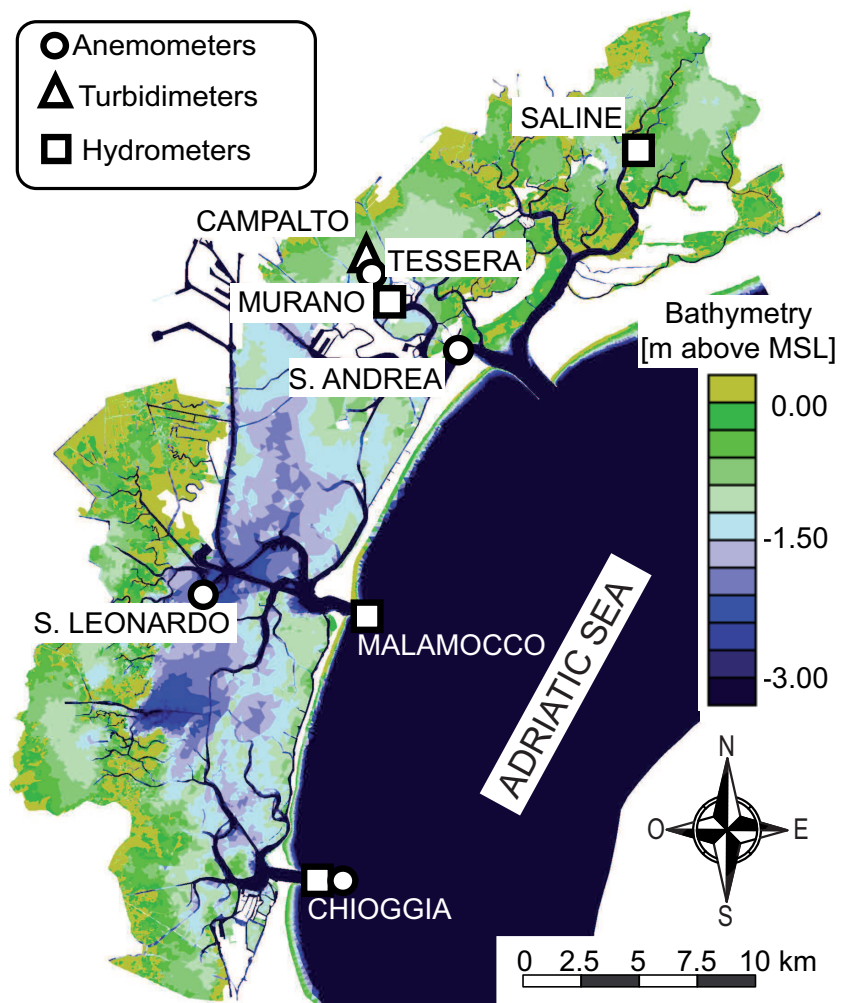 Anemometers
Turbidimeters
Hydrometers
SALINE
CAMPALTO
TESSERA
MURANO
S. ANDREA
Bathymetry
[m above MSL]
0.00
-1.50
-3.00
S. LEONARDO
MALAMOCCO
ADRIATIC SEA
CHIOGGIA
N
O
E
S
0 2.5 5 7.5 10 km